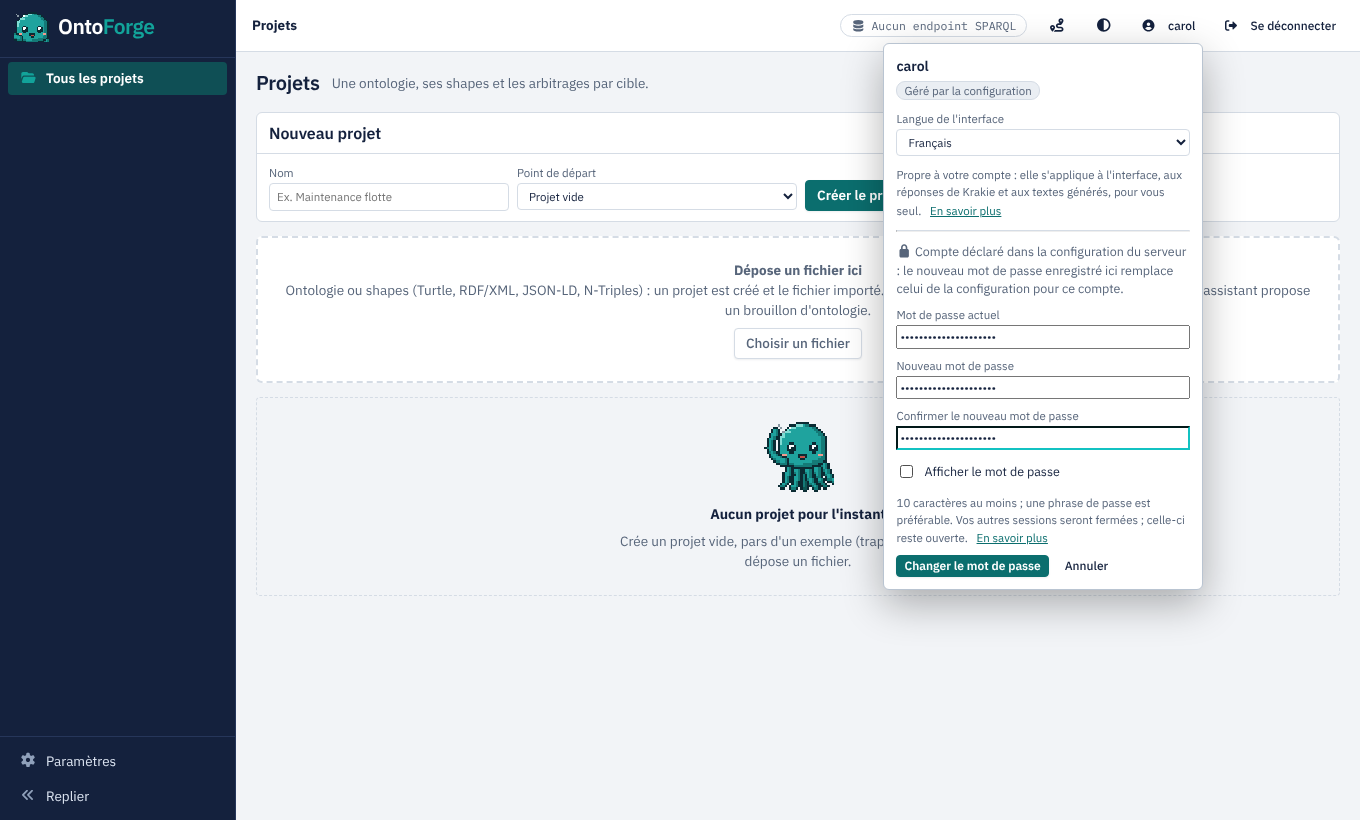 OntoForge
Tous les projets
Paramètres
Replier
Projets
Aucun endpoint SPARQL
carol
Se déconnecter
Projets
Une ontologie, ses shapes et les arbitrages par cible.
Nouveau projet
Nom
Point de départ
Ex. Maintenance flotte
Projet vide
Créer le pr
Dépose un fichier ici
Ontologie ou shapes (Turtle, RDF/XML, JSON-LD, N-Triples) : un projet est créé et le fichier importé.
assistant propose
un brouillon d'ontologie.
Choisir un fichier
Aucun projet pour l'instant
Crée un projet vide, pars d'un exemple (trap
dépose un fichier.
carol
Géré par la configuration
Langue de l'interface
Français
Propre à votre compte : elle s'applique à l'interface, aux
réponses de Krakie et aux textes générés, pour vous
seul. En savoir plus
Compte déclaré dans la configuration du serveur
: le nouveau mot de passe enregistré ici remplace
celui de la configuration pour ce compte.
Mot de passe actuel
•••••••••••••••••••••
Nouveau mot de passe
•••••••••••••••••••••
Confirmer le nouveau mot de passe
•••••••••••••••••••••
Afficher le mot de passe
10 caractères au moins ; une phrase de passe est
préférable. Vos autres sessions seront fermées ; celle-ci
reste ouverte. En savoir plus
Changer le mot de passe
Annuler